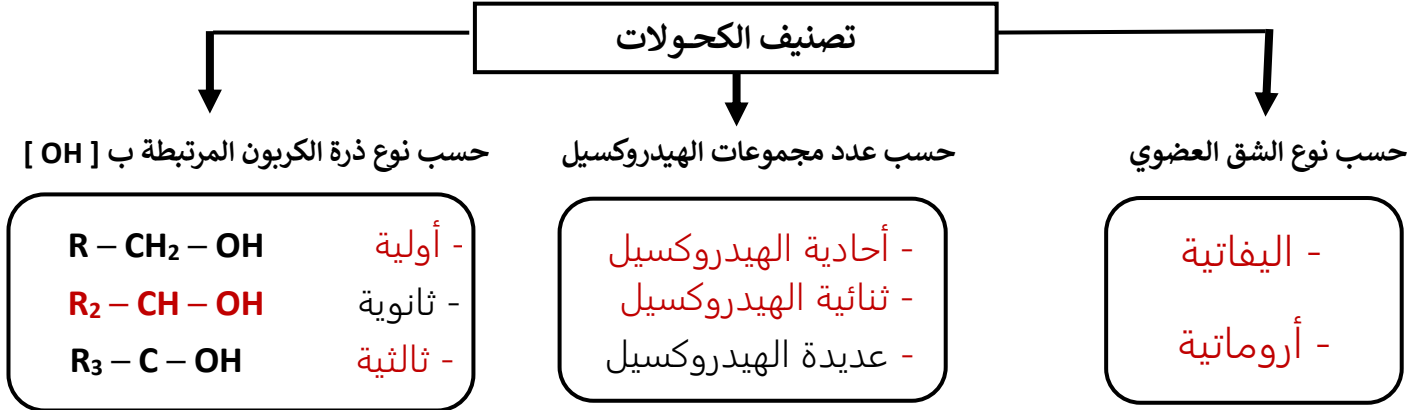 تصنيف الكحولات
حسب نوع الشق العضوي
- اليفاتية
- أروماتية
حسب عدد مجموعات الهيدروكسيل
- أحادية الهيدروكسيل
- ثنائية الهيدروكسيل
- عديدة الهيدروكسيل
حسب نوع ذرة الكربون المرتبطة ب [ OH ]
- أولية R – CH₂ – OH
- ثانوية R₂ – CH – OH
- ثالثية R₃ – C – OH